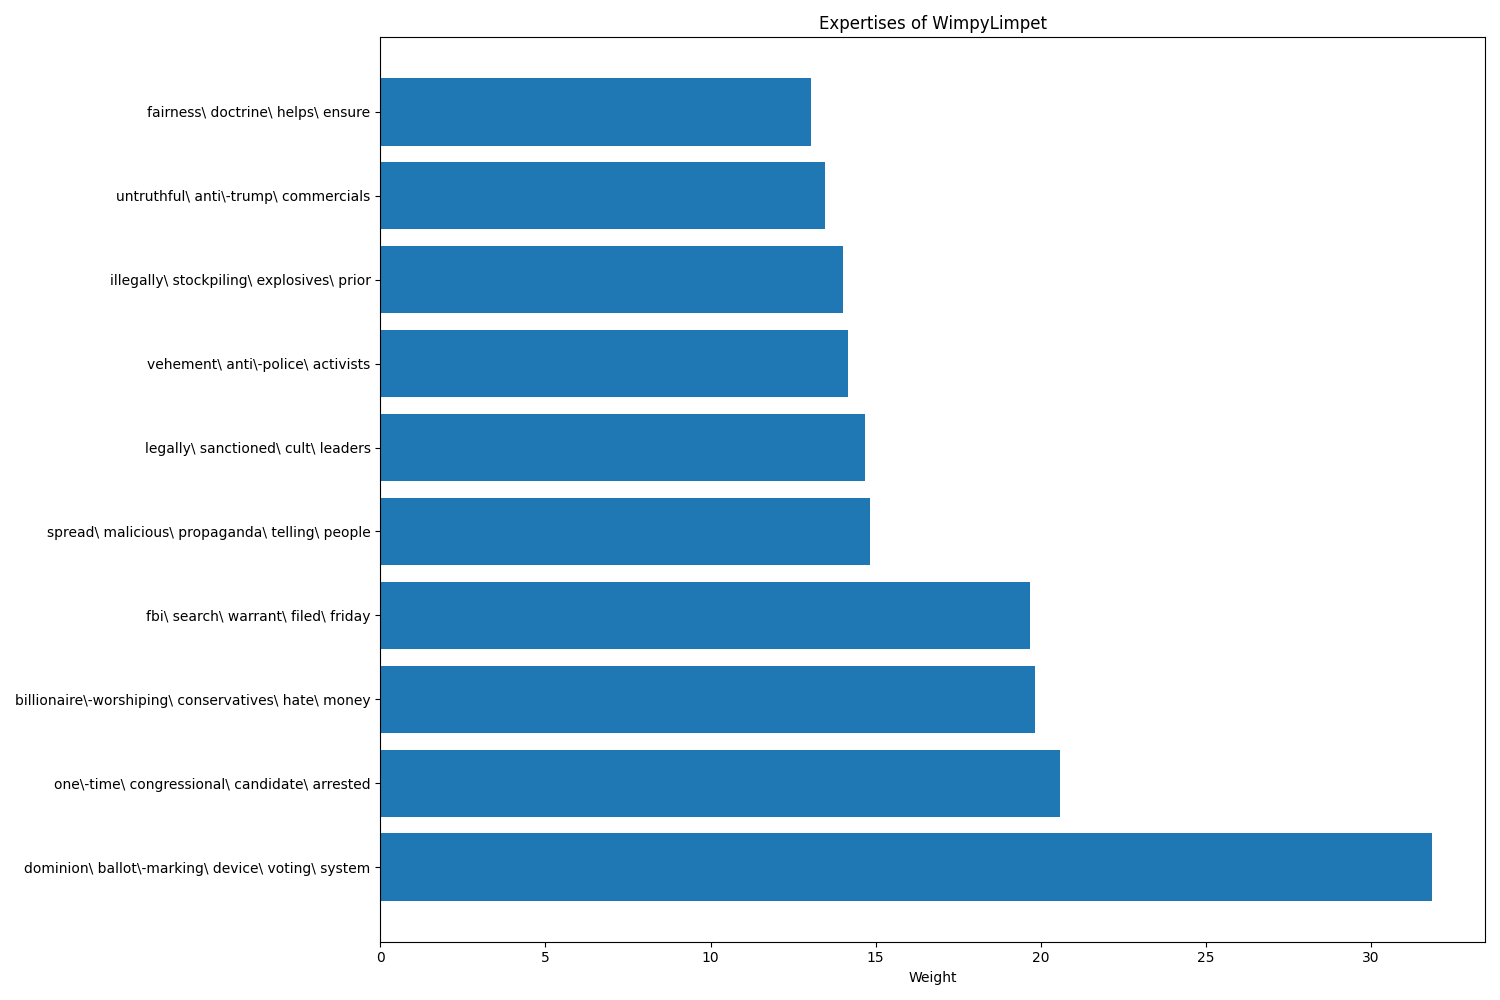 Expertises of WimpyLimpet
fairness\ doctrine\ helps\ ensure
untruthful\ anti\-trump\ commercials
illegally\ stockpiling\ explosives\ prior
vehement\ anti\-police\ activists
legally\ sanctioned\ cult\ leaders
spread\ malicious\ propaganda\ telling\ people
fbi\ search\ warrant\ filed\ friday
billionaire\-worshiping\ conservatives\ hate\ money
one\-time\ congressional\ candidate\ arrested
dominion\ ballot\-marking\ device\ voting\ system
0 5 10 15 20 25 30
Weight